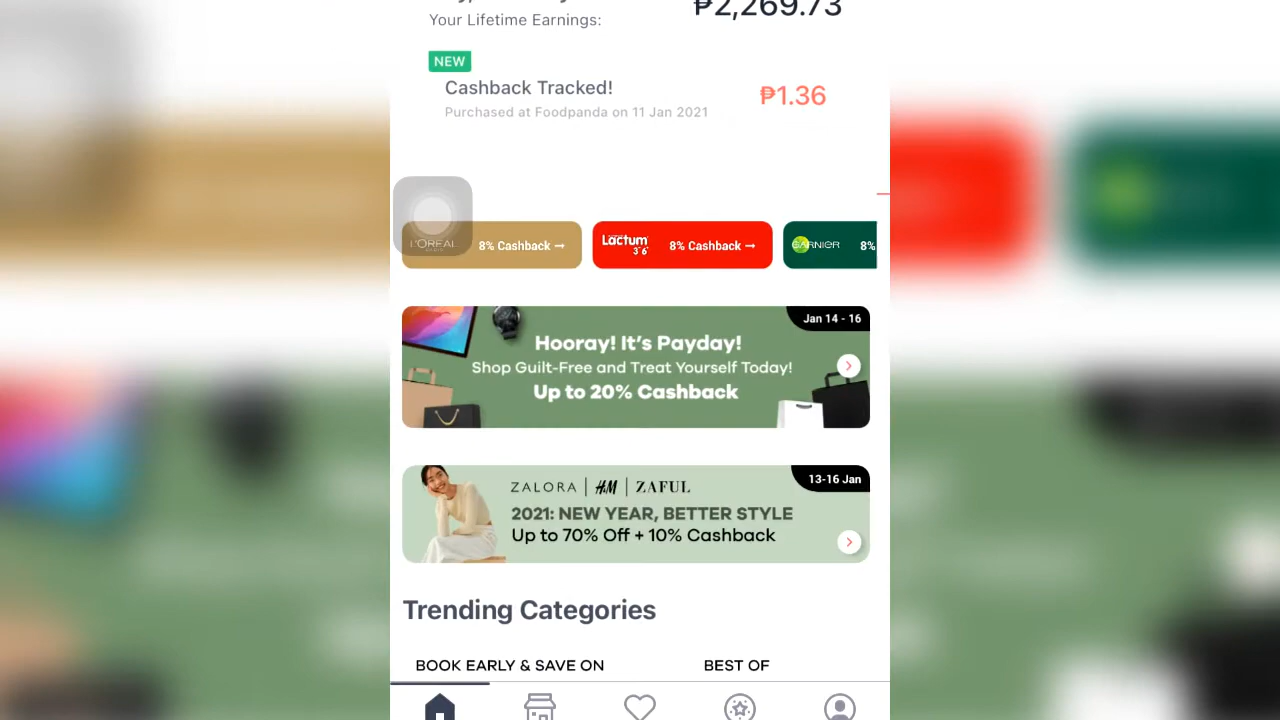 ₱2,269.73
Your Lifetime Earnings:
NEW
Cashback Tracked!
₱1.36
Purchased at Foodpanda on 11 Jan 2021
L'ORÉAL
8% Cashback →
Lactum
3-6
8% Cashback →
GARNIER
8%
Jan 14 - 16
Hooray! It's Payday!
Shop Guilt-Free and Treat Yourself Today!
Up to 20% Cashback
13-16 Jan
ZALORA | H&M | ZAFUL
2021: NEW YEAR, BETTER STYLE
Up to 70% Off + 10% Cashback
Trending Categories
BOOK EARLY & SAVE ON
BEST OF